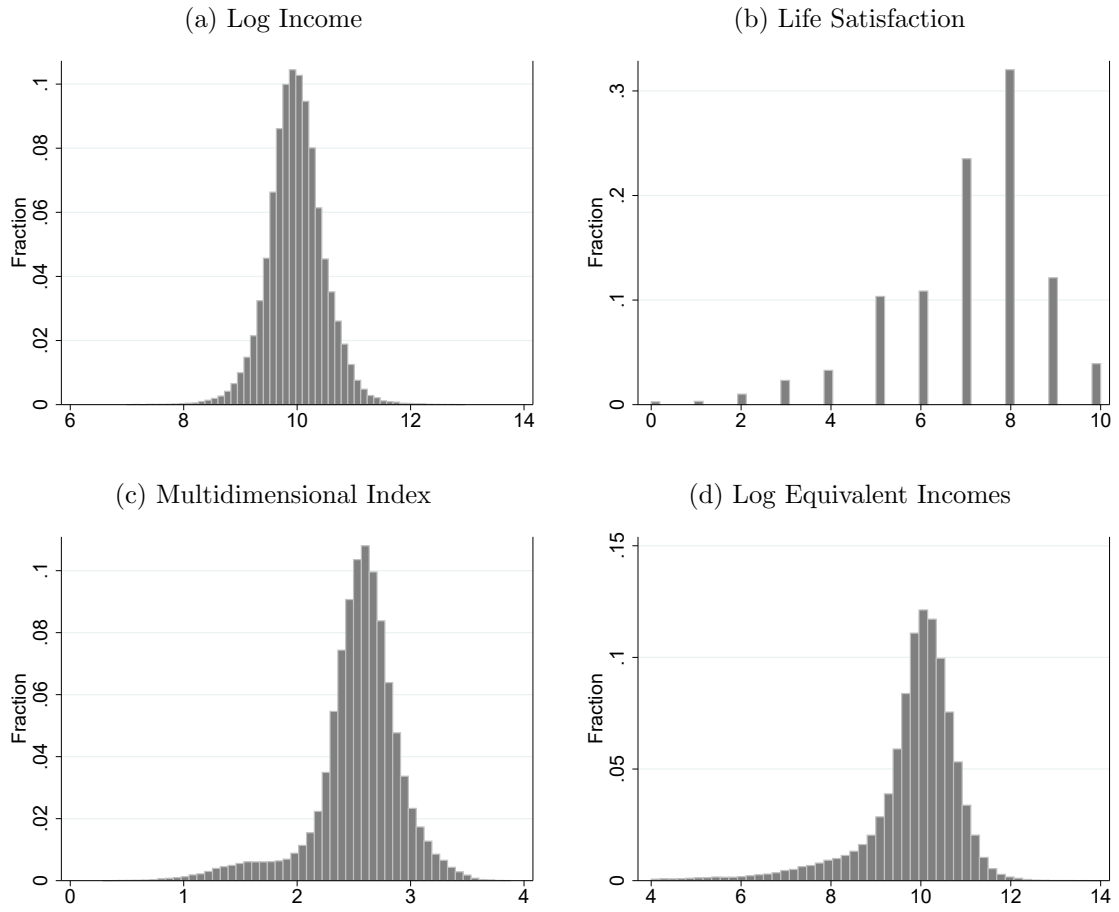 (a) Log Income
Fraction
.1
.08
.06
.04
.02
0
6 8 10 12 14
(b) Life Satisfaction
Fraction
.3
.2
.1
0
0 2 4 6 8 10
(c) Multidimensional Index
Fraction
.1
.08
.06
.04
.02
0
0 1 2 3 4
(d) Log Equivalent Incomes
Fraction
.15
.1
.05
0
4 6 8 10 12 14